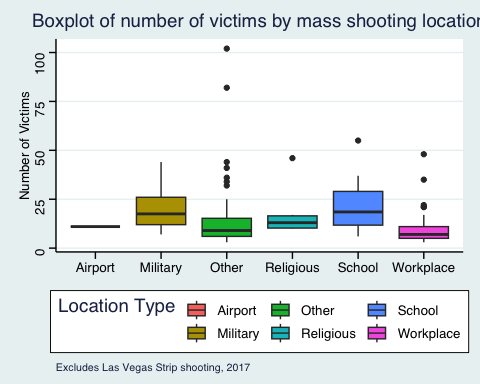 Boxplot of number of victims by mass shooting location
Number of Victims
100
75
50
25
0
Airport Military Other Religious School Workplace
Location Type
Airport Other School
Military Religious Workplace
Excludes Las Vegas Strip shooting, 2017